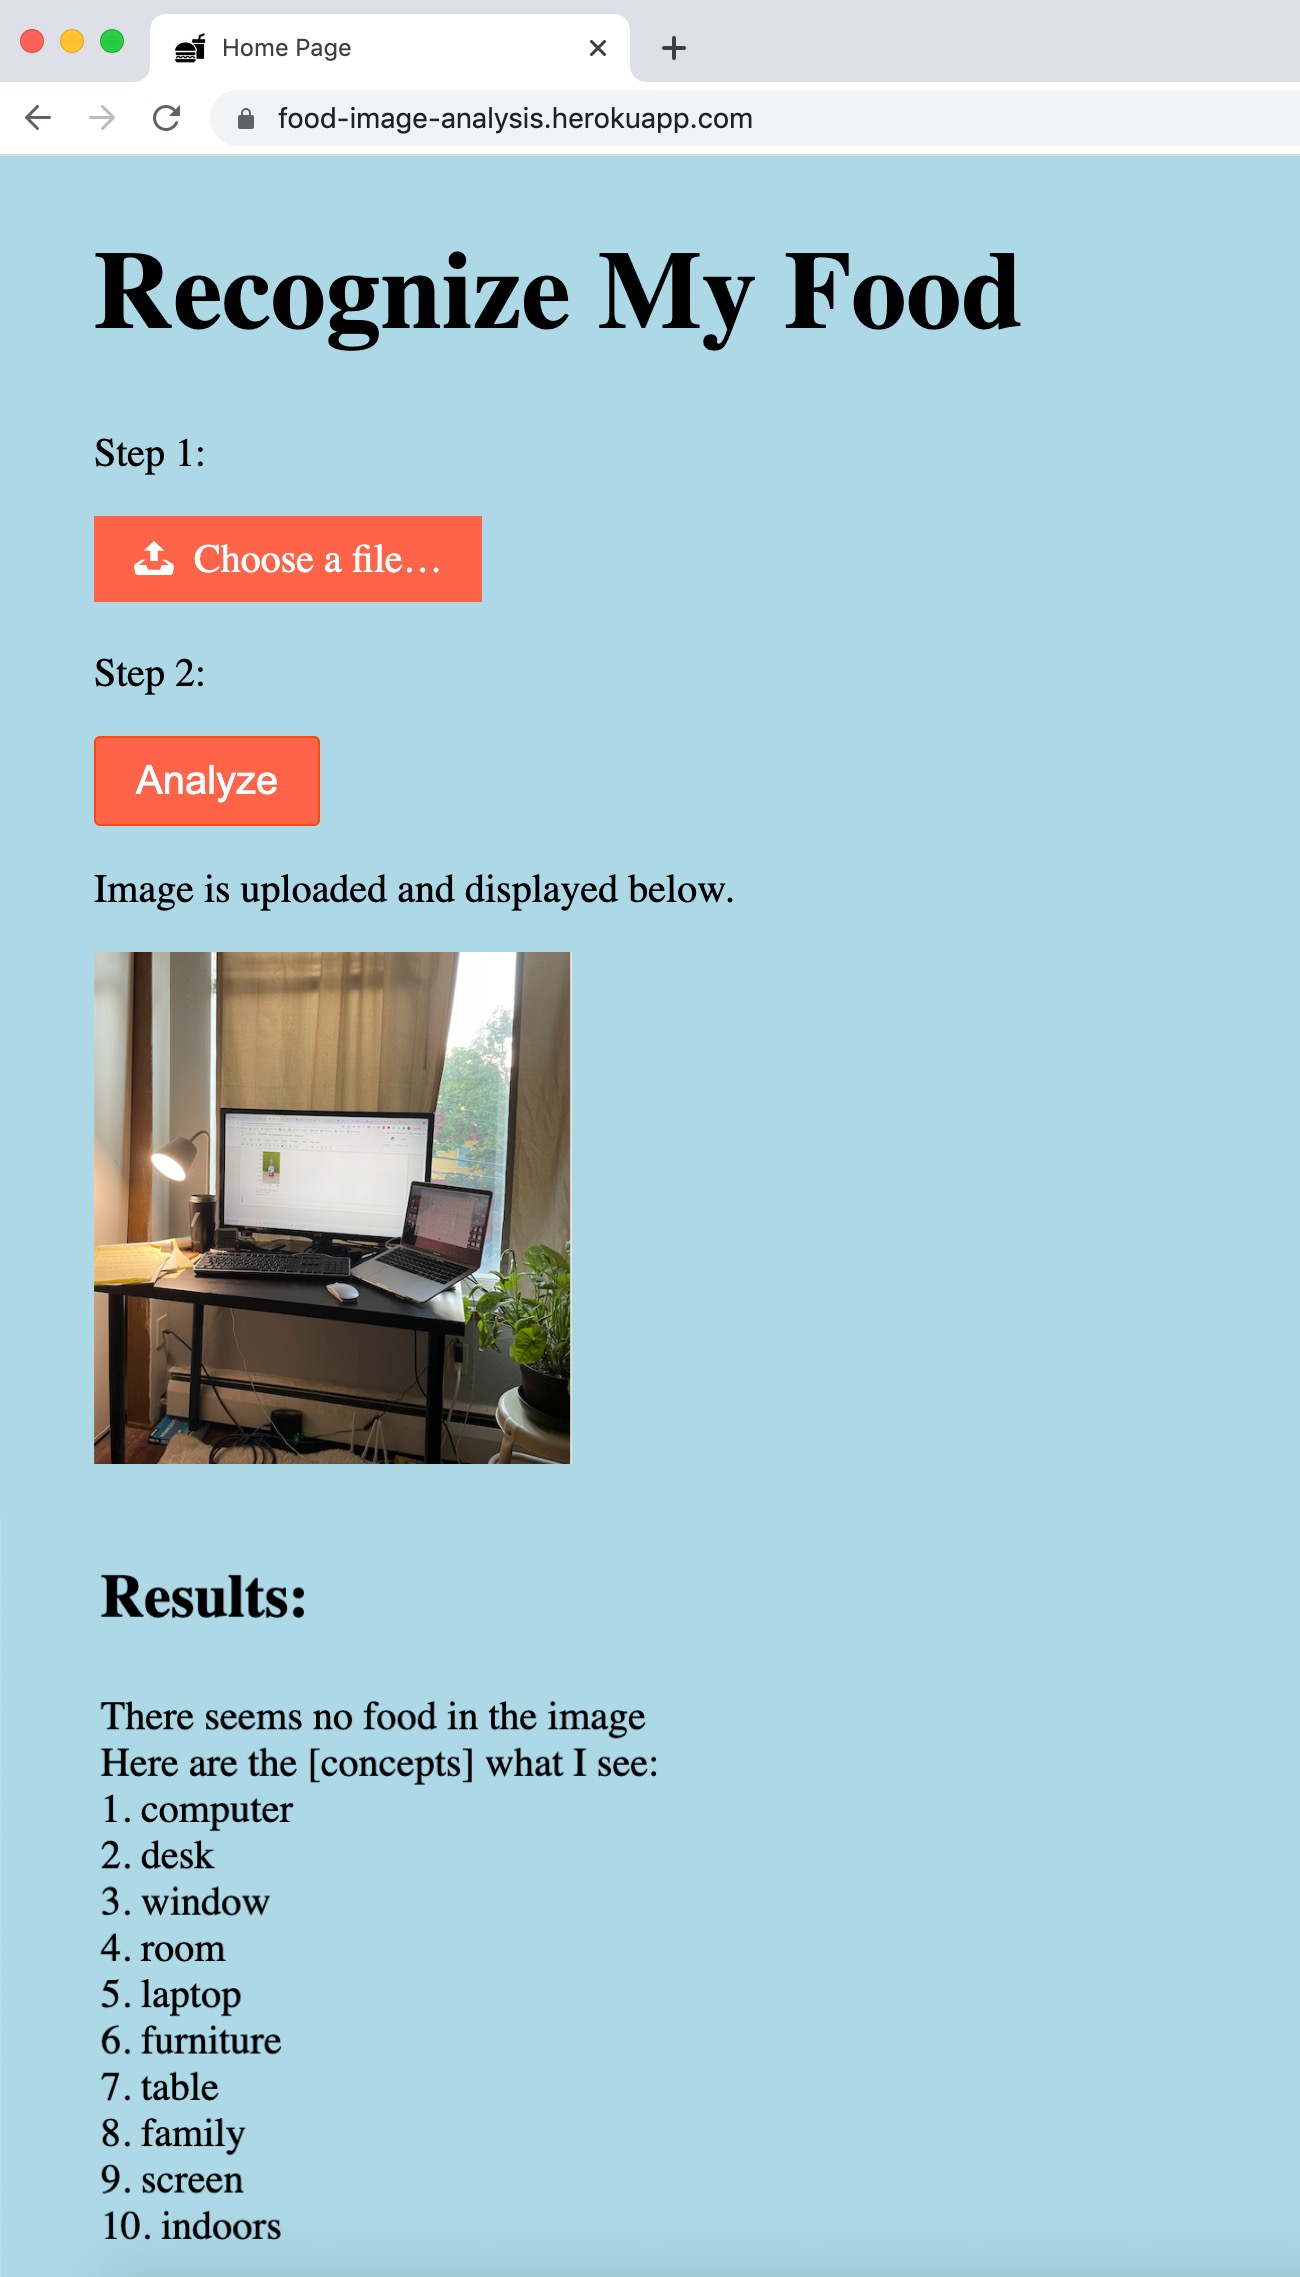 Home Page
food-image-analysis.herokuapp.com
Recognize My Food
Step 1:
Choose a file...
Step 2:
Analyze
Image is uploaded and displayed below.
Results:
There seems no food in the image
Here are the [concepts] what I see:
1. computer
2. desk
3. window
4. room
5. laptop
6. furniture
7. table
8. family
9. screen
10. indoors